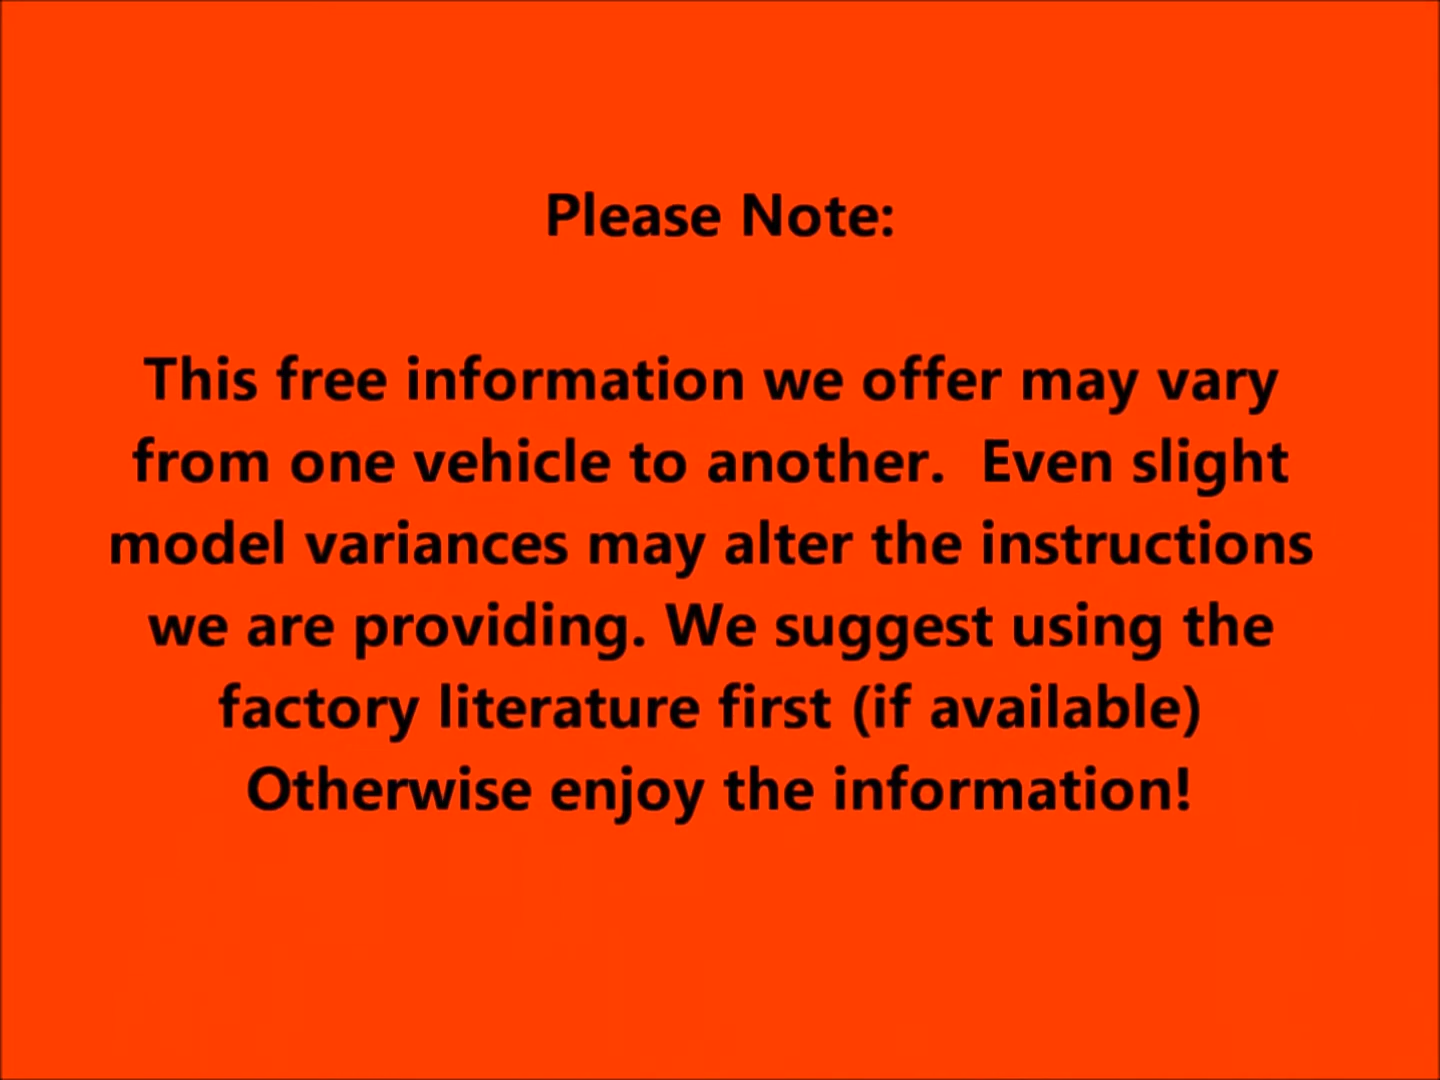 Please Note:
This free information we offer may vary
from one vehicle to another.  Even slight
model variances may alter the instructions
we are providing. We suggest using the
factory literature first (if available)
Otherwise enjoy the information!